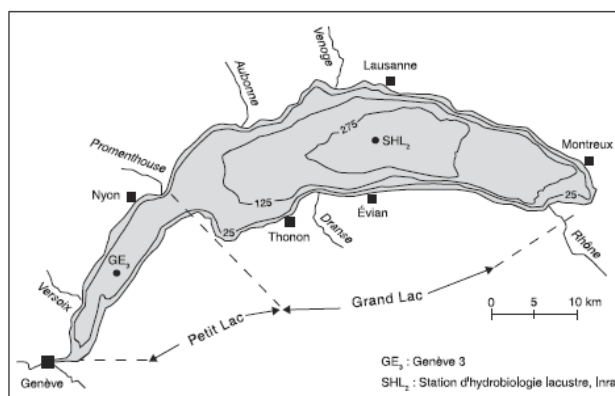 Venoge
Lausanne
Aubonne
275
SHL2
Montreux
Promenthouse
Nyon
125
25
Évian
25
Thonon
Dranse
GE3
Rhône
Versoix
Grand Lac
Petit Lac
0 5 10 km
Genève
GE3 : Genève 3
SHL2 : Station d'hydrobiologie lacustre, Inra